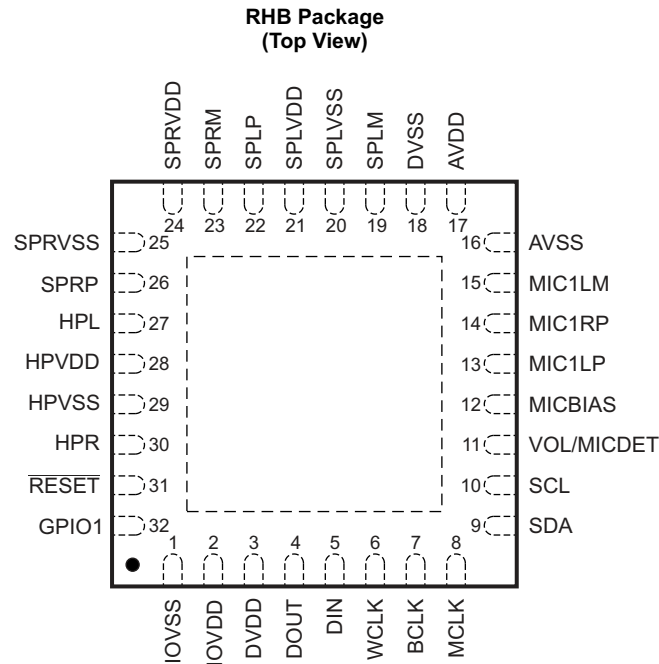 RHB Package
(Top View)
SPRVDD
SPRM
SPLP
SPLVDD
SPLVSS
SPLM
DVSS
AVDD
24 23 22 21 20 19 18 17
SPRVSS 25 16 AVSS
SPRP 26 15 MIC1LM
HPL 27 14 MIC1RP
HPVDD 28 13 MIC1LP
HPVSS 29 12 MICBIAS
HPR 30 11 VOL/MICDET
RESET 31 10 SCL
GPIO1 32 9 SDA
1 2 3 4 5 6 7 8
IOVSS
IOVDD
DVDD
DOUT
DIN
WCLK
BCLK
MCLK